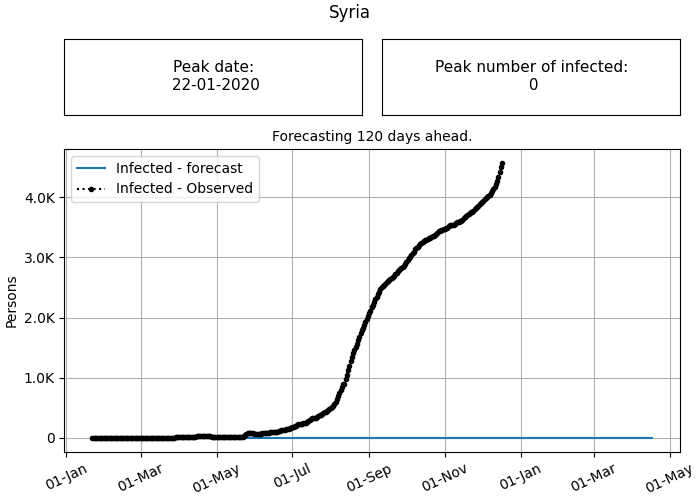 Syria
Peak date:
22-01-2020
Peak number of infected:
0
Forecasting 120 days ahead.
Infected - forecast
Infected - Observed
Persons
4.0K
3.0K
2.0K
1.0K
0
01-Jan 01-Mar 01-May 01-Jul 01-Sep 01-Nov 01-Jan 01-Mar 01-May